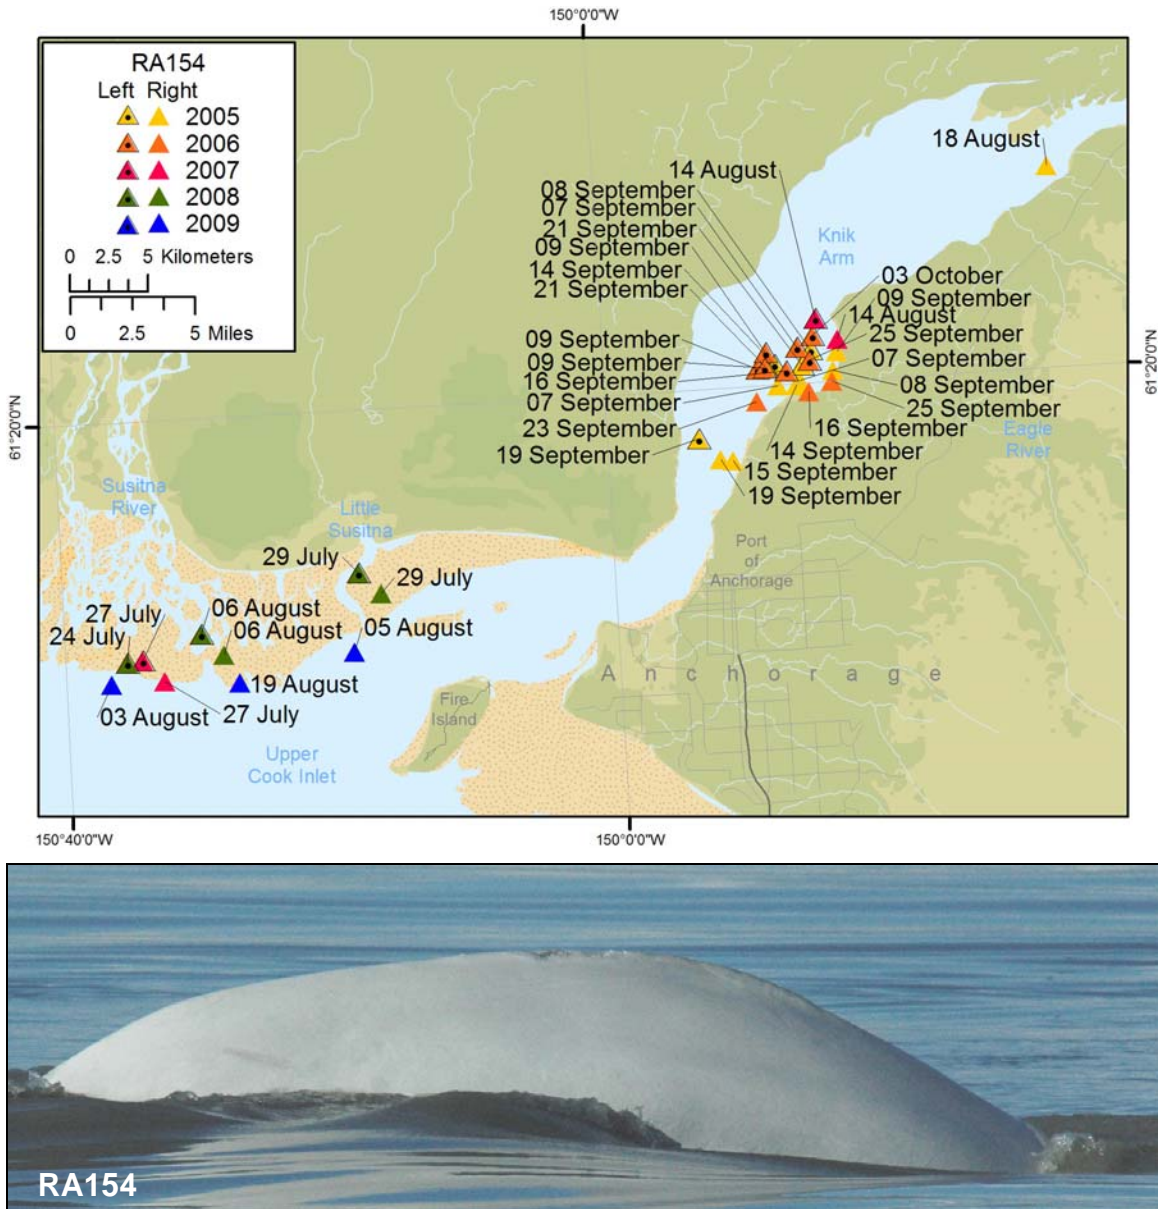 150°0'0"W
RA154
Left Right
2005
2006
2007
2008
2009
0 2.5 5 Kilometers
0 2.5 5 Miles
18 August
14 August
08 September
07 September
21 September
09 September
14 September
21 September
Knik
Arm
03 October
09 September
14 August
25 September
09 September
09 September
16 September
07 September
23 September
19 September
07 September
08 September
25 September
16 September
14 September
15 September
19 September
Eagle
River
61°20'0"N
61°20'0"N
Susitna
River
Little
Susitna
Port
of
Anchorage
29 July
29 July
27 July
24 July
06 August
06 August
05 August
19 August
03 August
27 July
Fire
Island
Anchorage
Upper
Cook Inlet
150°40'0"W
150°0'0"W
RA154